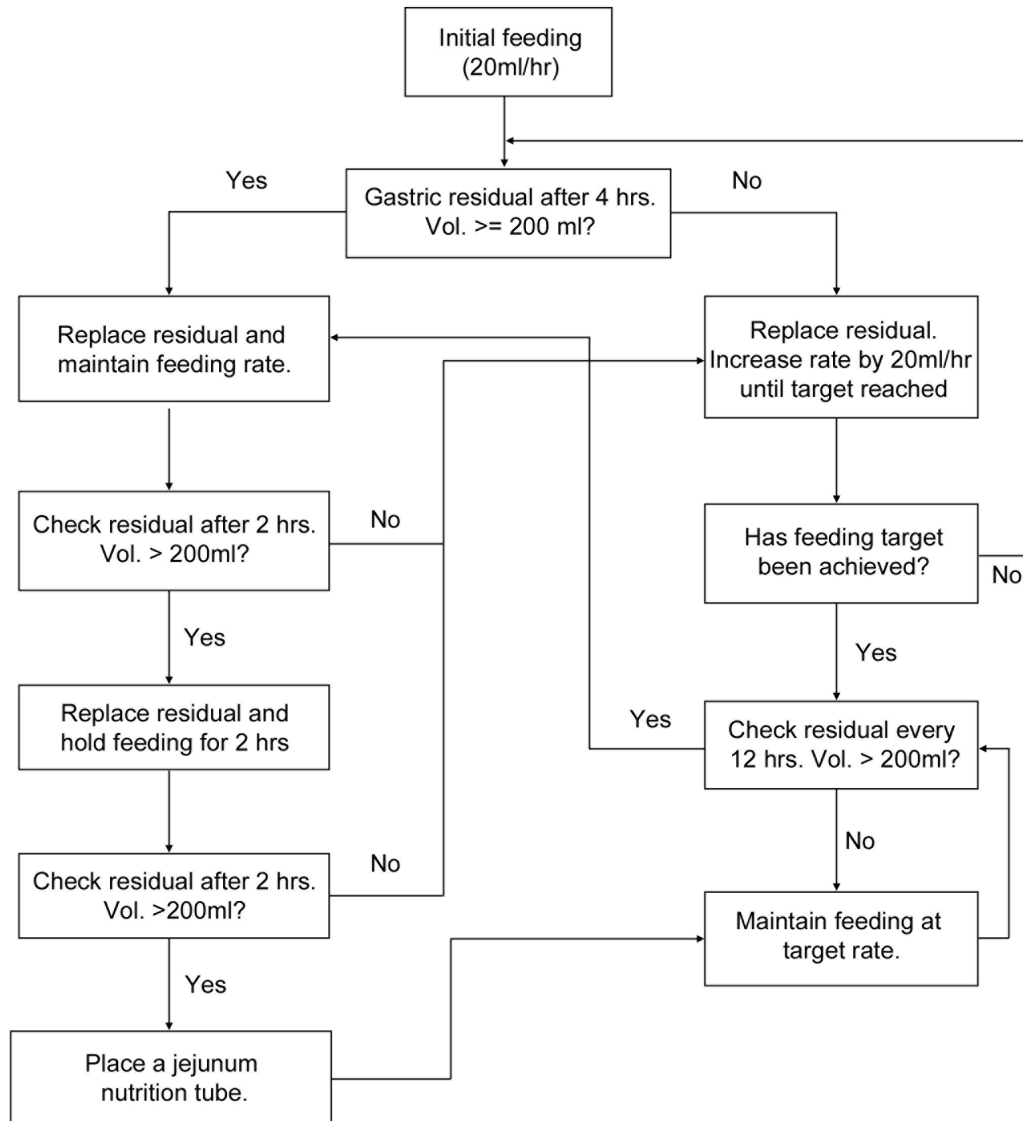 Initial feeding
(20ml/hr)
Yes
No
Gastric residual after 4 hrs.
Vol. >= 200 ml?
Replace residual and
maintain feeding rate.
Replace residual.
Increase rate by 20ml/hr
until target reached
Check residual after 2 hrs.
Vol. > 200ml?
No
Has feeding target
been achieved?
No
Yes
Yes
Replace residual and
hold feeding for 2 hrs
Yes
Check residual every
12 hrs. Vol. > 200ml?
No
Check residual after 2 hrs.
Vol. >200ml?
No
Maintain feeding at
target rate.
Yes
Place a jejunum
nutrition tube.